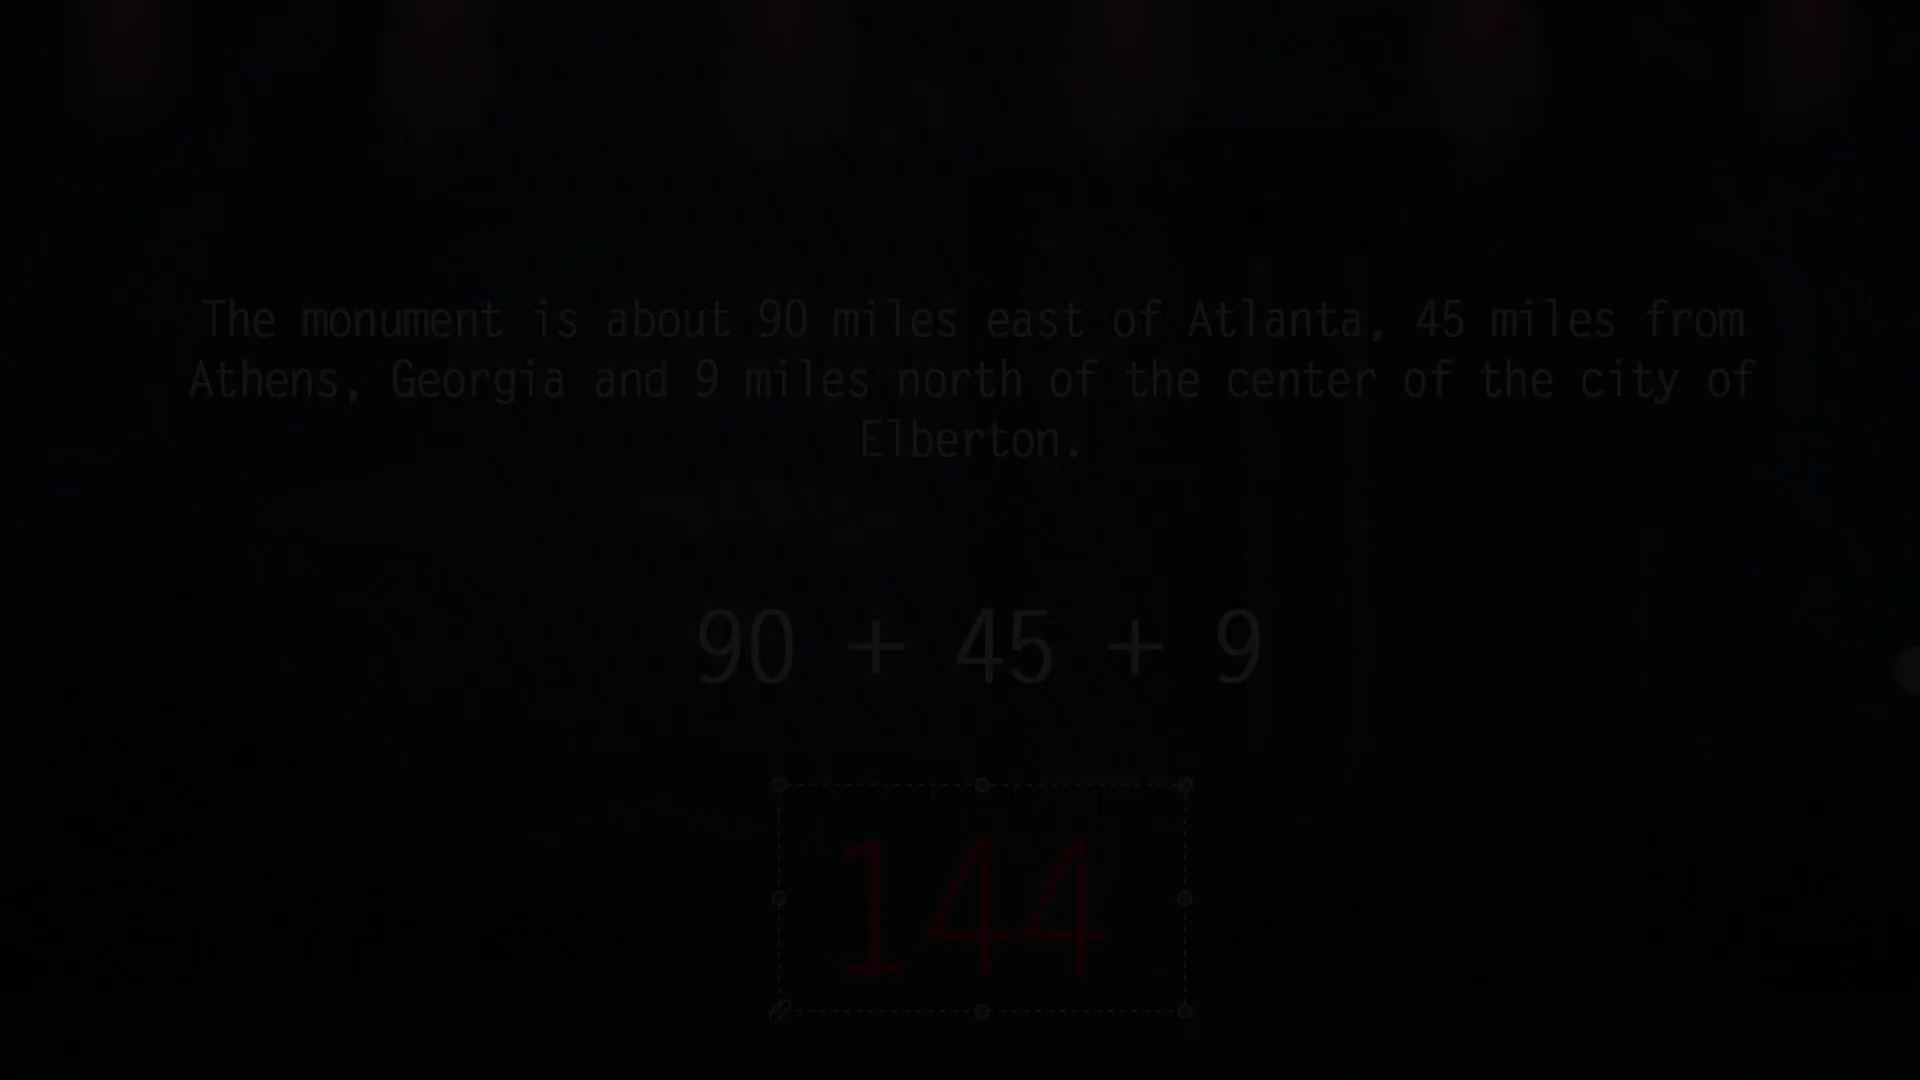 The monument is about 90 miles east of Atlanta, 45 miles from
Athens, Georgia and 9 miles north of the center of the city of
Elberton.
90 + 45 + 9
144